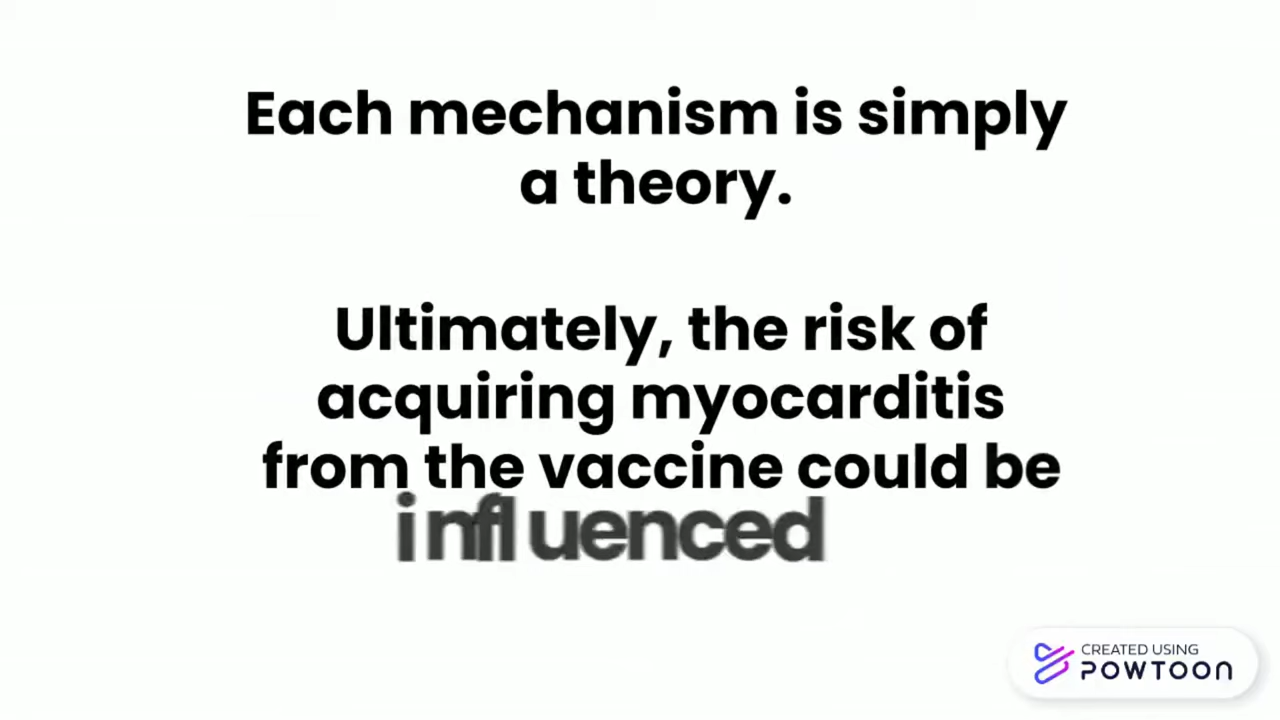 Each mechanism is simply
a theory.
Ultimately, the risk of
acquiring myocarditis
from the vaccine could be
influenced
CREATED USING
POWTOON